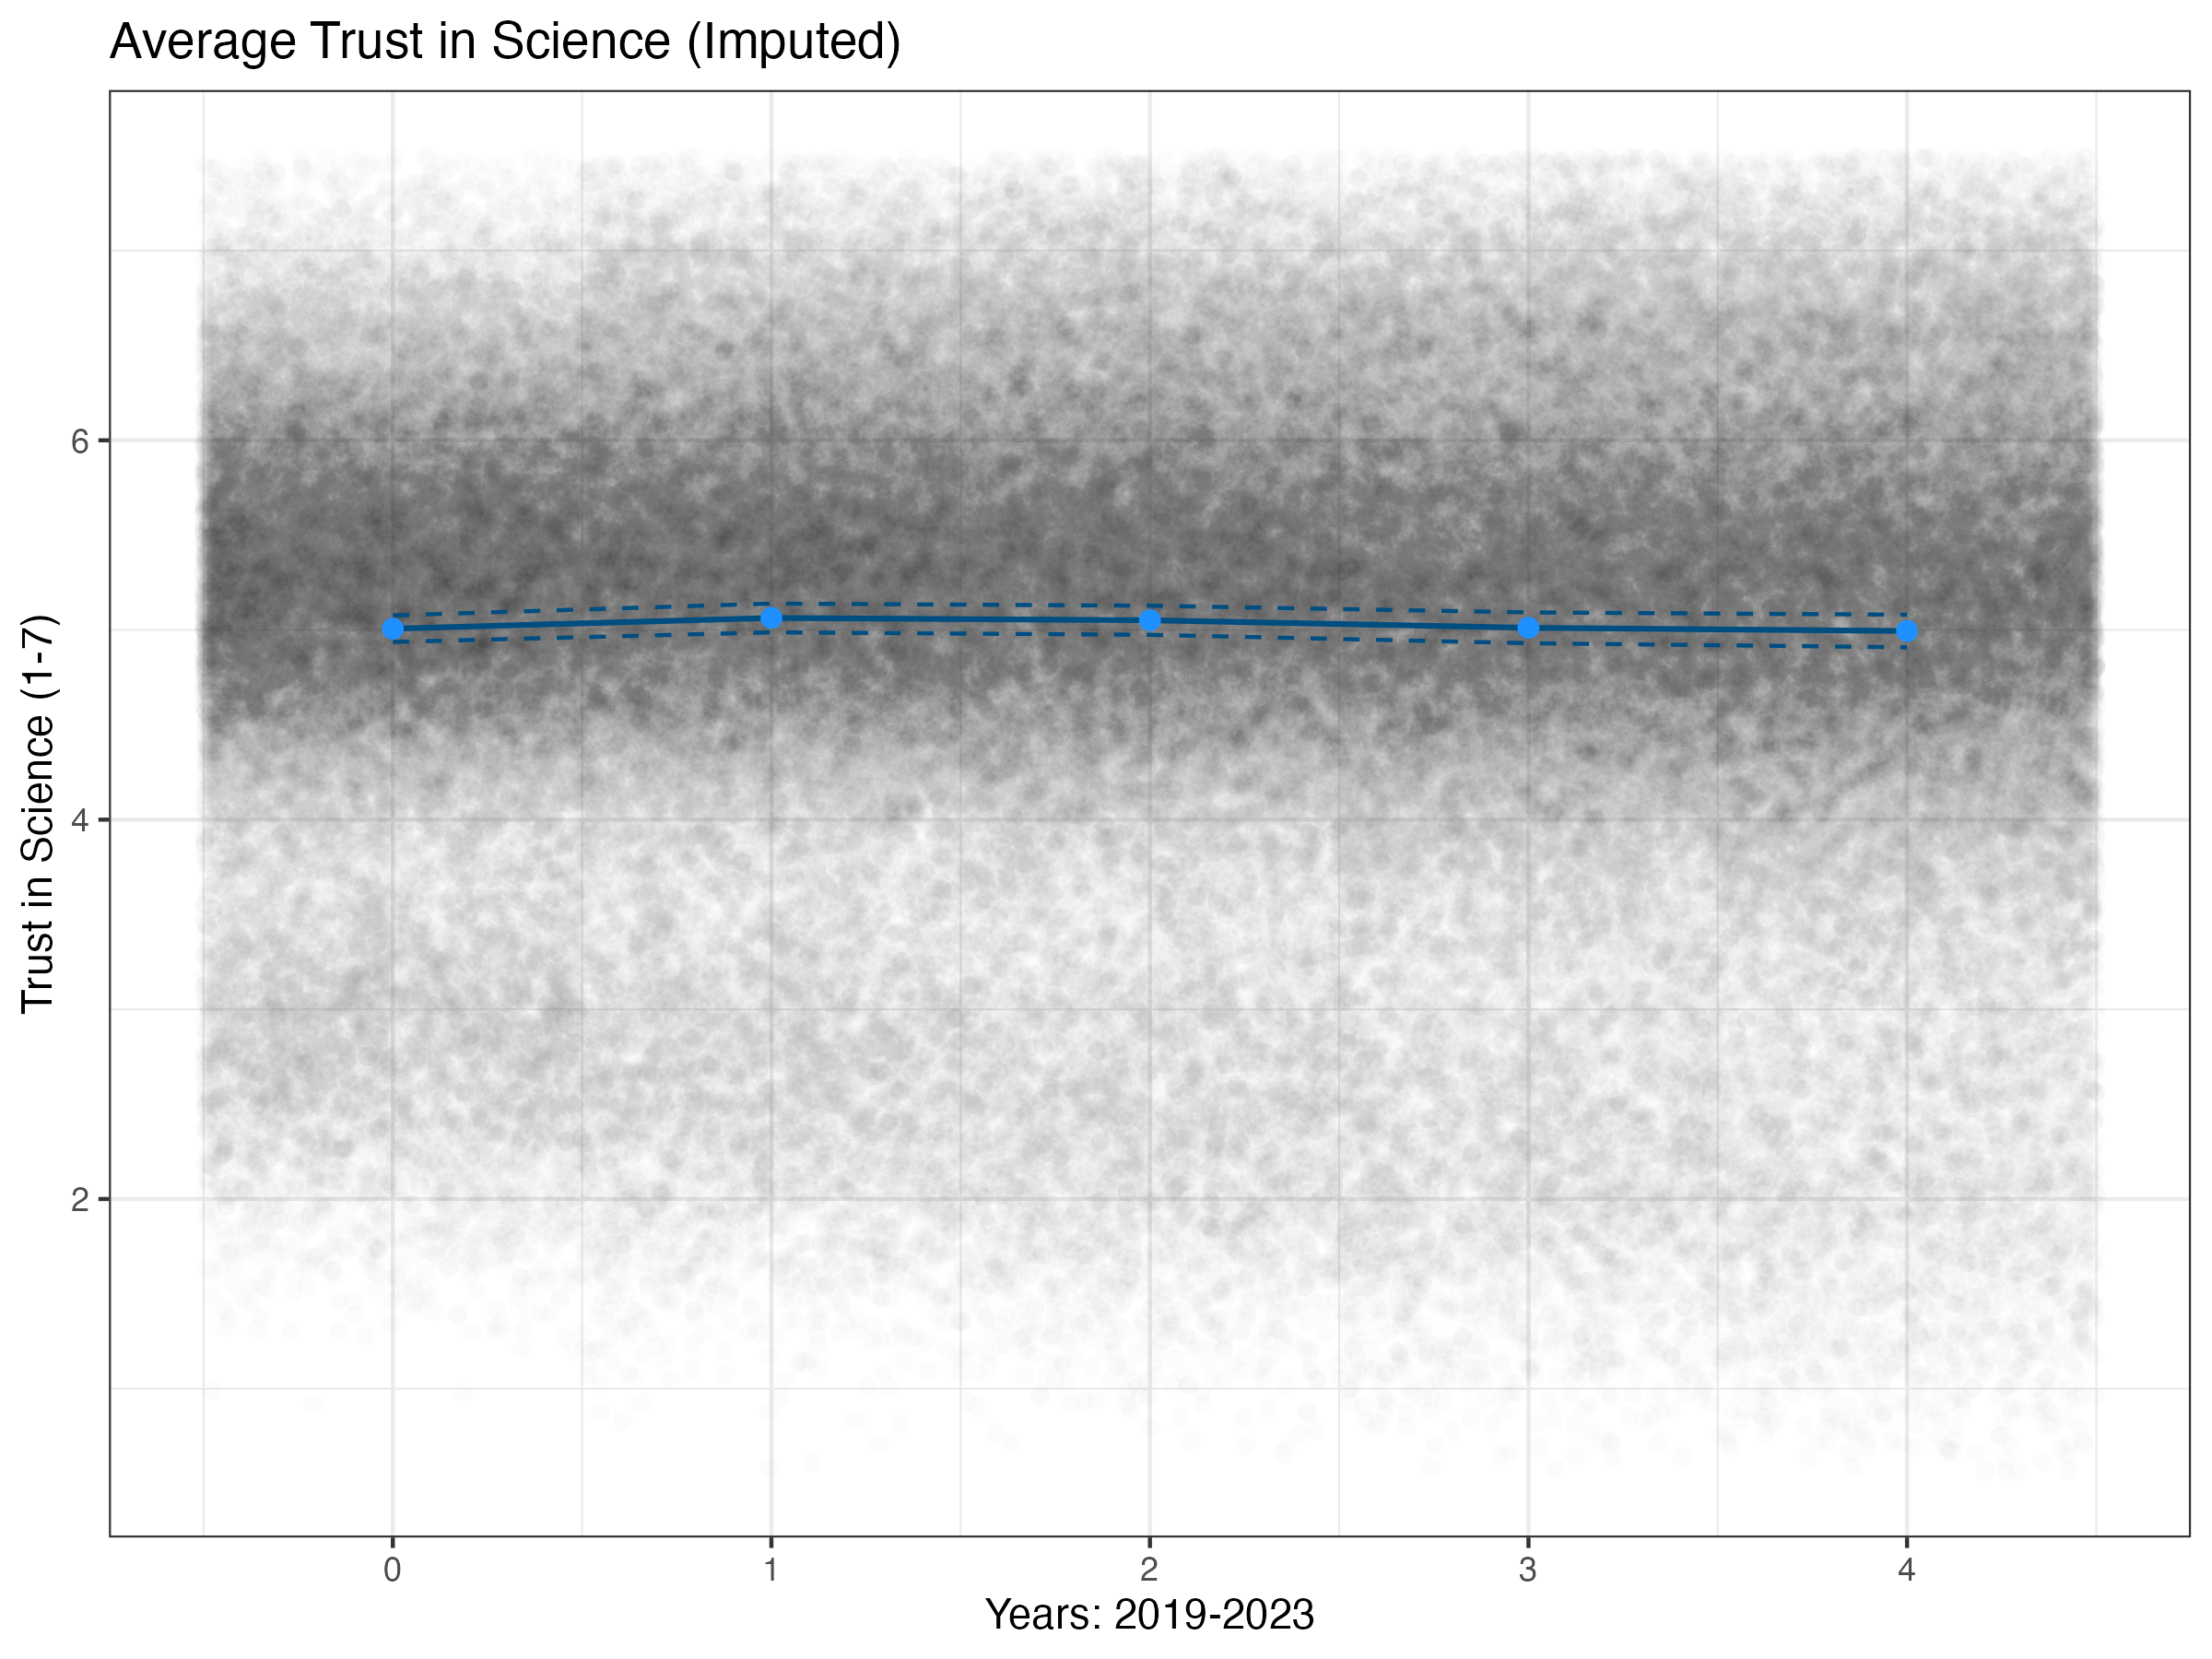 Average Trust in Science (Imputed)
Trust in Science (1-7)
6
4
2
0 1 2 3 4
Years: 2019-2023